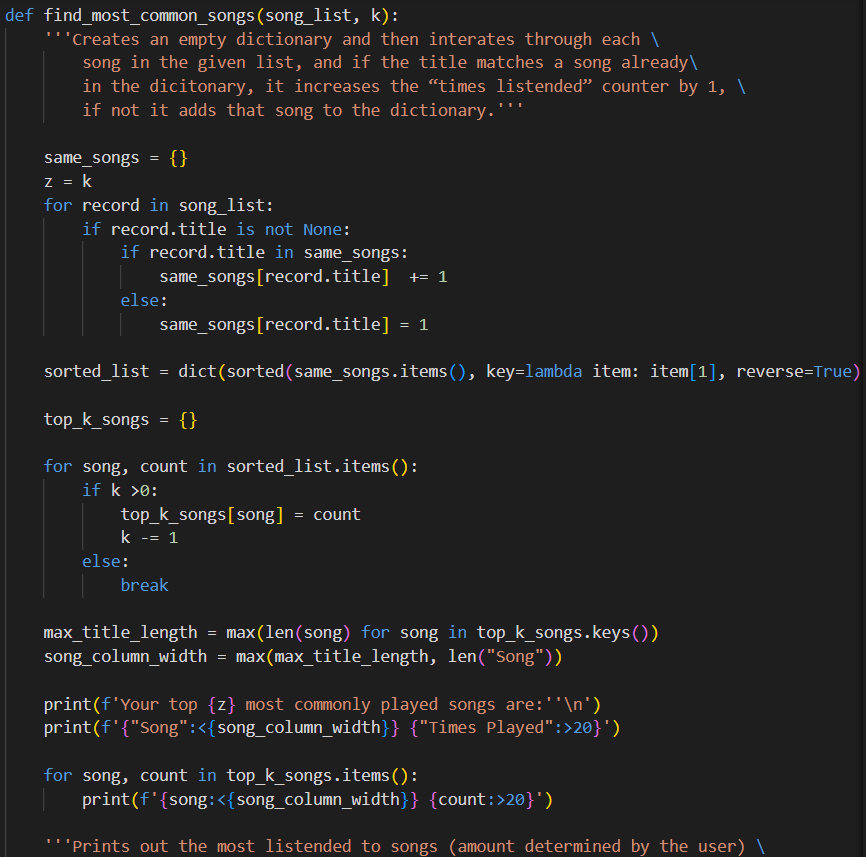 def find_most_common_songs(song_list, k):
    '''Creates an empty dictionary and then interates through each \
        song in the given list, and if the title matches a song already\
        in the dicitonary, it increases the “times listended” counter by 1, \
        if not it adds that song to the dictionary.'''

    same_songs = {}
    z = k
    for record in song_list:
        if record.title is not None:
            if record.title in same_songs:
                same_songs[record.title]  += 1
            else:
                same_songs[record.title] = 1

    sorted_list = dict(sorted(same_songs.items(), key=lambda item: item[1], reverse=True)

    top_k_songs = {}

    for song, count in sorted_list.items():
        if k >0:
            top_k_songs[song] = count
            k -= 1
        else:
            break

    max_title_length = max(len(song) for song in top_k_songs.keys())
    song_column_width = max(max_title_length, len("Song"))

    print(f'Your top {z} most commonly played songs are:''\n')
    print(f'{"Song":<{song_column_width}} {"Times Played":>20}')

    for song, count in top_k_songs.items():
        print(f'{song:<{song_column_width}} {count:>20}')

    '''Prints out the most listended to songs (amount determined by the user) \